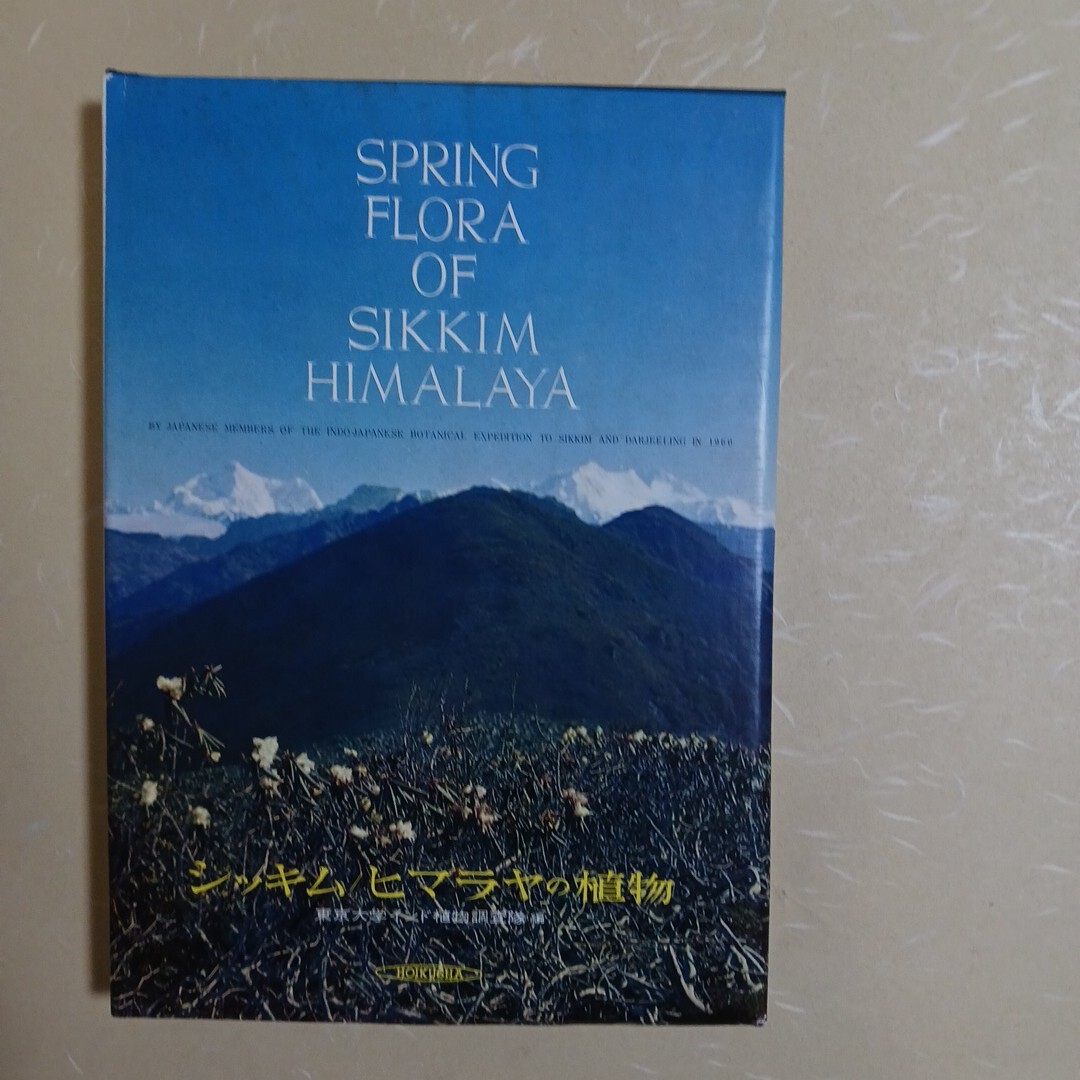 SPRING
FLORA
OF
SIKKIM
HIMALAYA
BY JAPANESE MEMBERS OF THE INDO-JAPANESE BOTANICAL EXPEDITION TO SIKKIM AND DARJEELING IN 1960
シッキム/ヒマラヤの植物
東京大学インド植物調査隊 編
HOIKUSHA